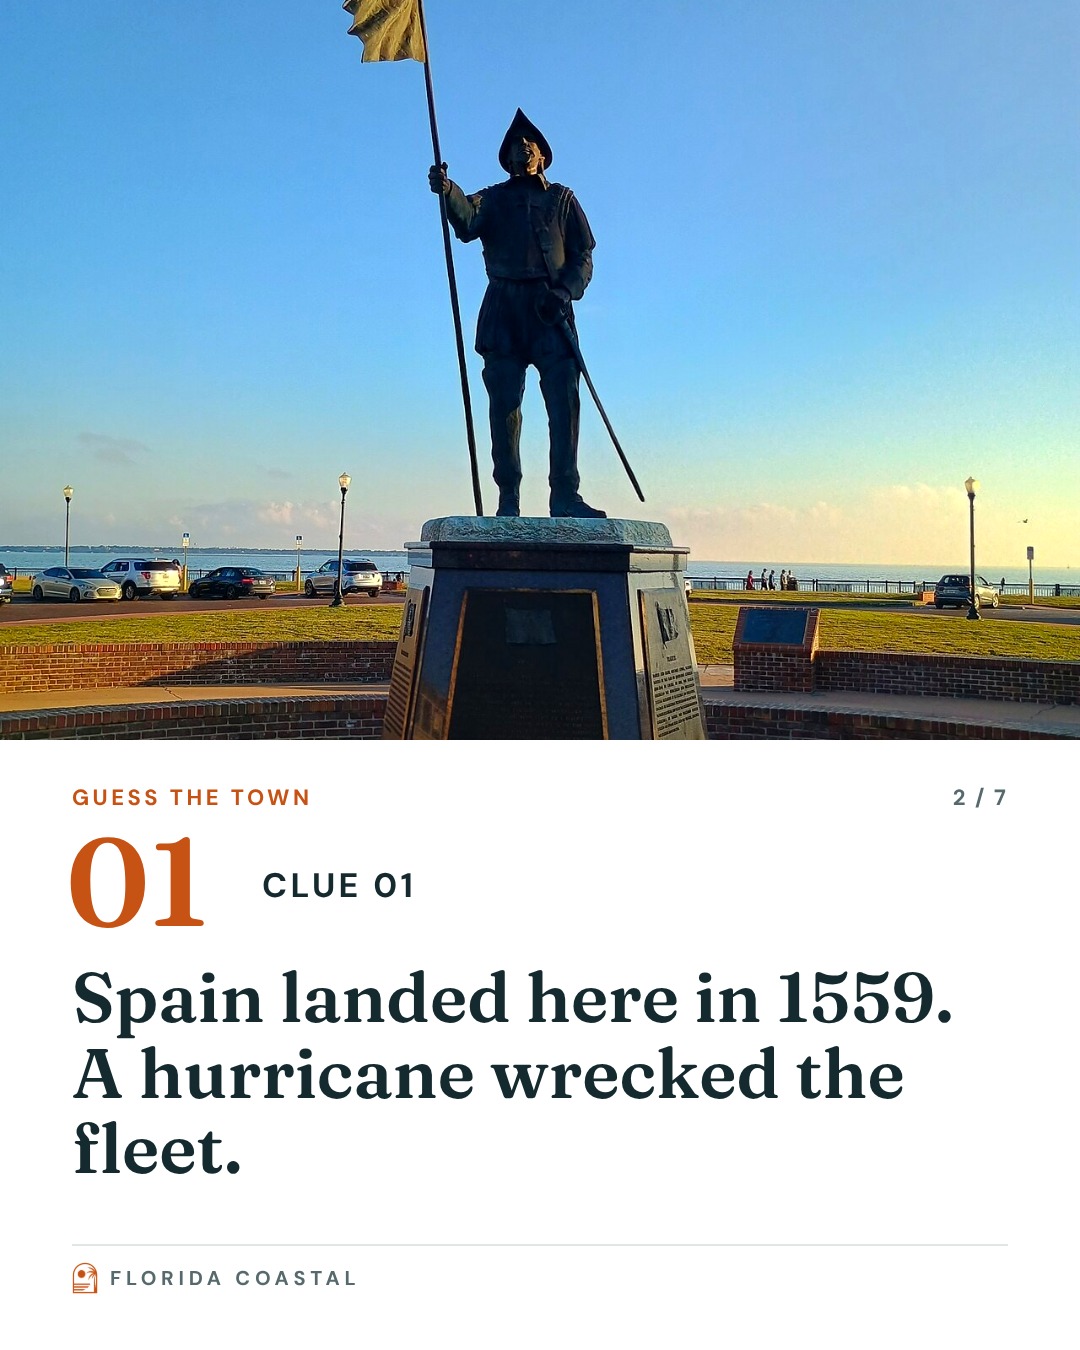 GUESS THE TOWN
2 / 7
01
CLUE 01
Spain landed here in 1559.
A hurricane wrecked the
fleet.
FLORIDA COASTAL